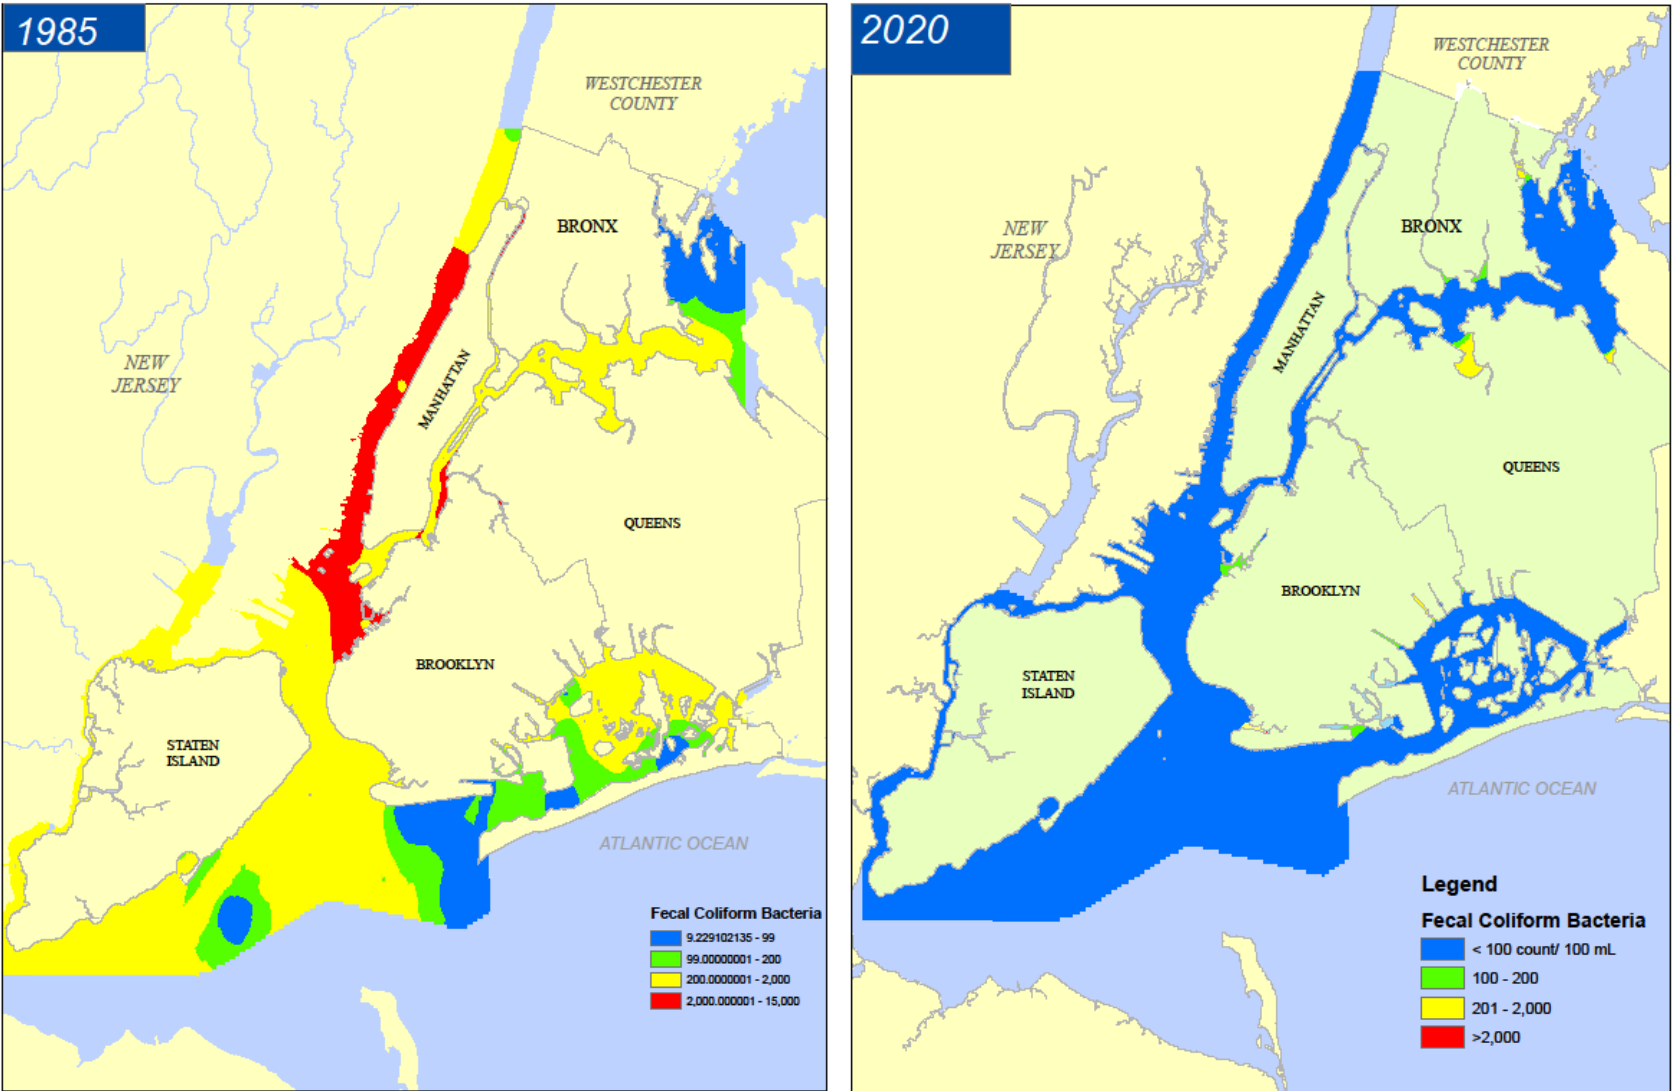 1985
WESTCHESTER
COUNTY
BRONX
NEW
JERSEY
MANHATTAN
QUEENS
BROOKLYN
STATEN
ISLAND
ATLANTIC OCEAN
Fecal Coliform Bacteria
9.229102135 - 99
99.00000001 - 200
200.0000001 - 2,000
2,000.000001 - 15,000
2020
WESTCHESTER
COUNTY
NEW
JERSEY
BRONX
MANHATTAN
QUEENS
BROOKLYN
STATEN
ISLAND
ATLANTIC OCEAN
Legend
Fecal Coliform Bacteria
< 100 count/ 100 mL
100 - 200
201 - 2,000
>2,000